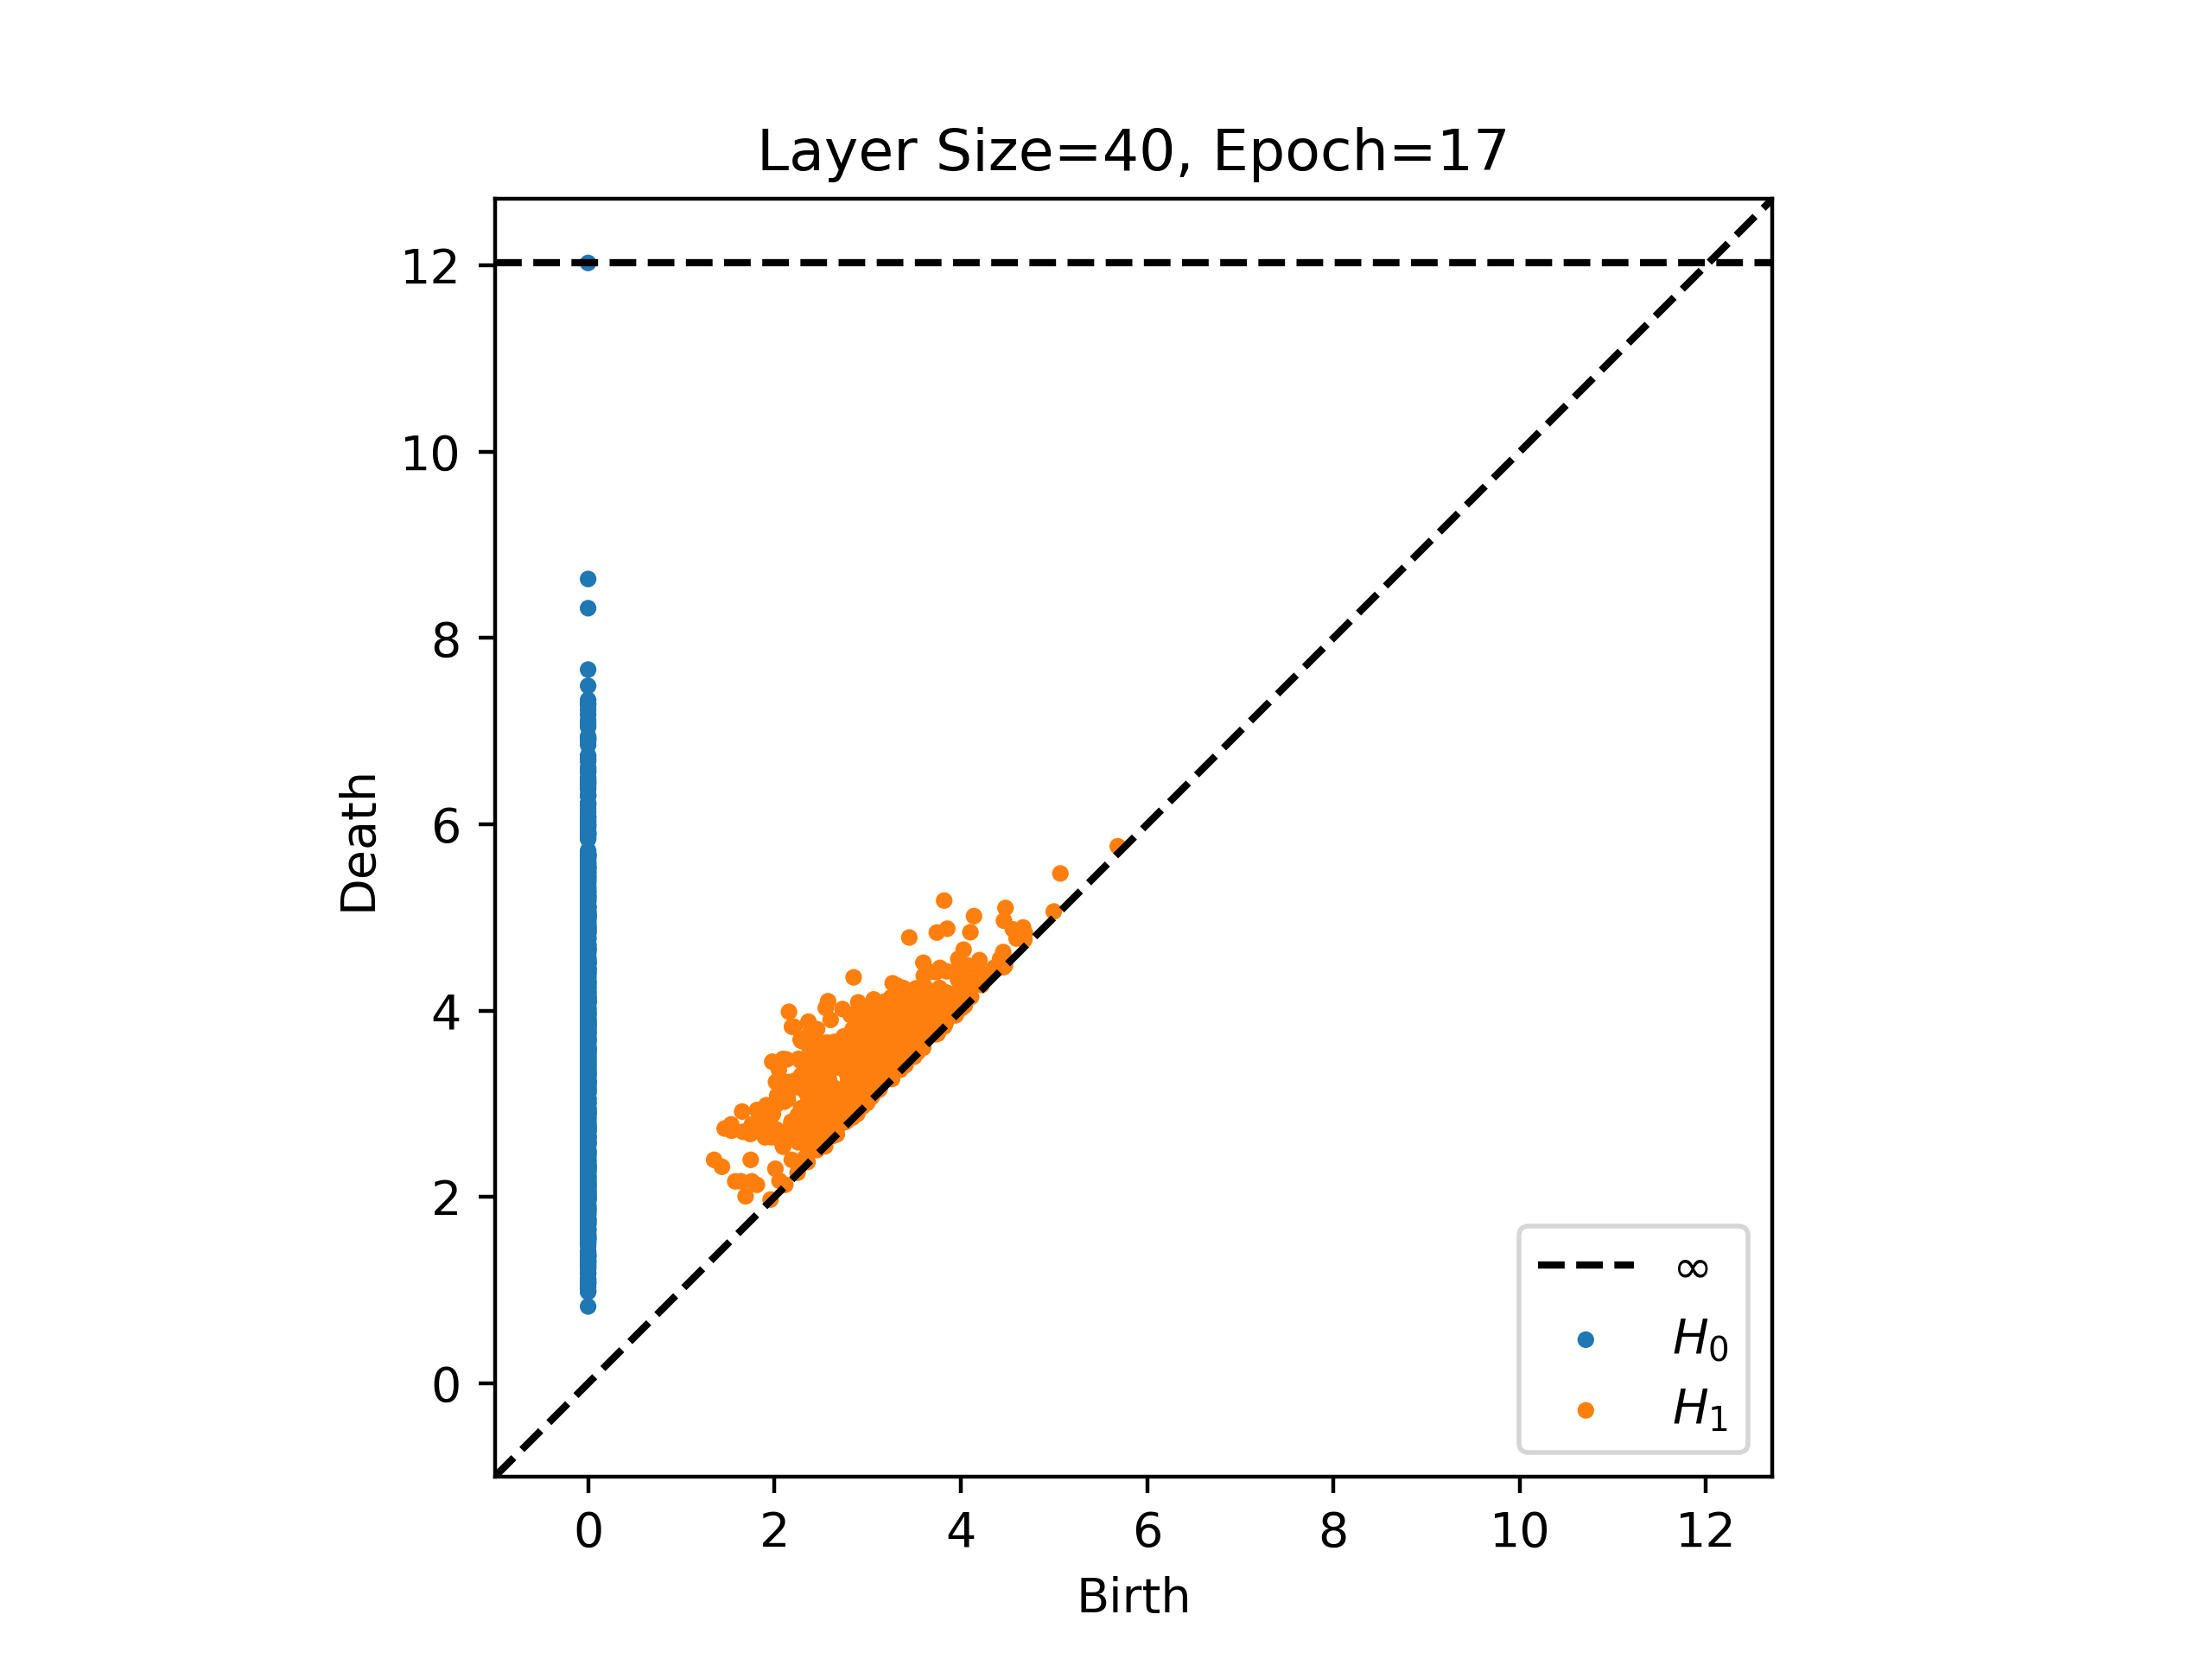 Layer Size=40, Epoch=17
12
10
8
6
4
2
0
Death
0 2 4 6 8 10 12
Birth
∞
H₀
H₁